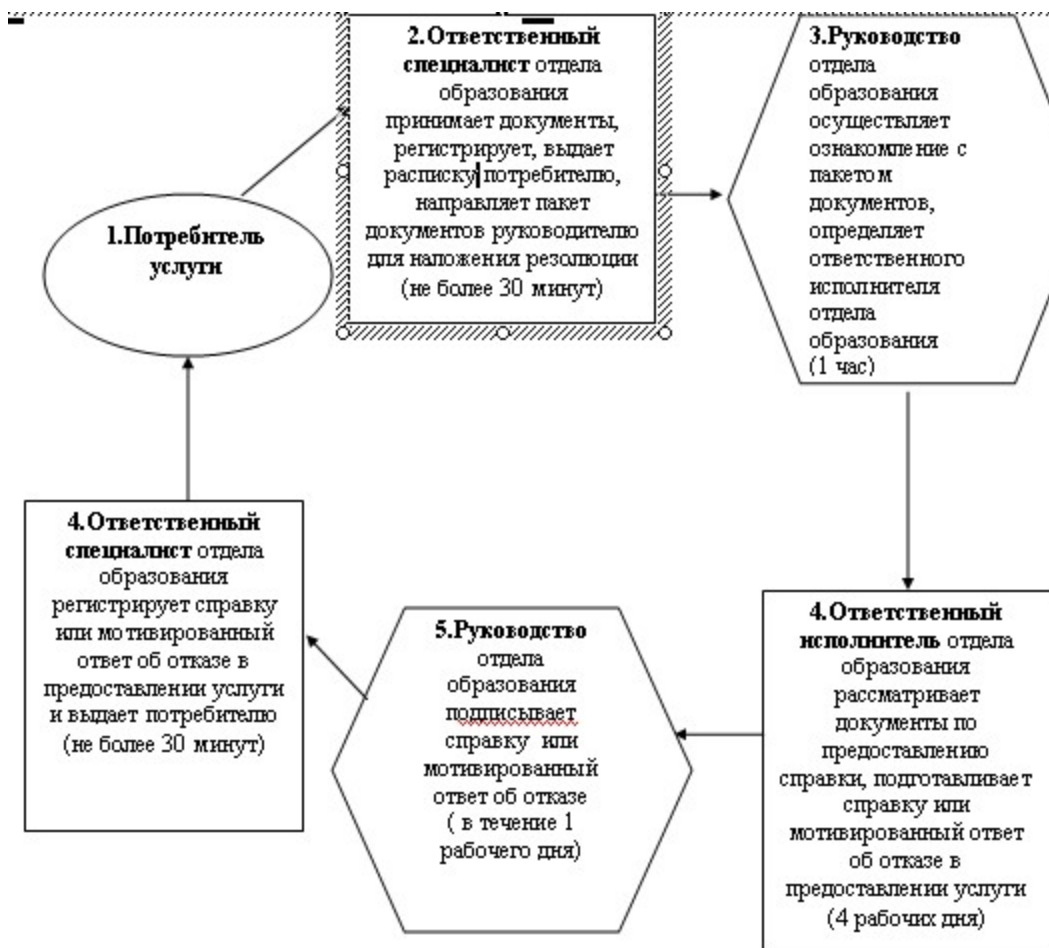 1.Потребитель
услуги
2.Ответственный
специалист отдела
образования
принимает документы,
регистрирует, выдает
расписку потребителю,
направляет пакет
документов руководителю
для наложения резолюции
(не более 30 минут)
3.Руководство
отдела
образования
осуществляет
ознакомление с
пакетом
документов,
определяет
ответственного
исполнителя
отдела
образования
(1 час)
4.Ответственный
исполнитель отдела
образования
рассматривает
документы по
предоставлению
справки, подготавливает
справку или
мотивированный ответ
об отказе в
предоставлении услуги
(4 рабочих дня)
5.Руководство
отдела
образования
подписывает
справку или
мотивированный
ответ об отказе
( в течение 1
рабочего дня)
4.Ответственный
специалист отдела
образования
регистрирует справку
или мотивированный
ответ об отказе в
предоставлении услуги
и выдает потребителю
(не более 30 минут)